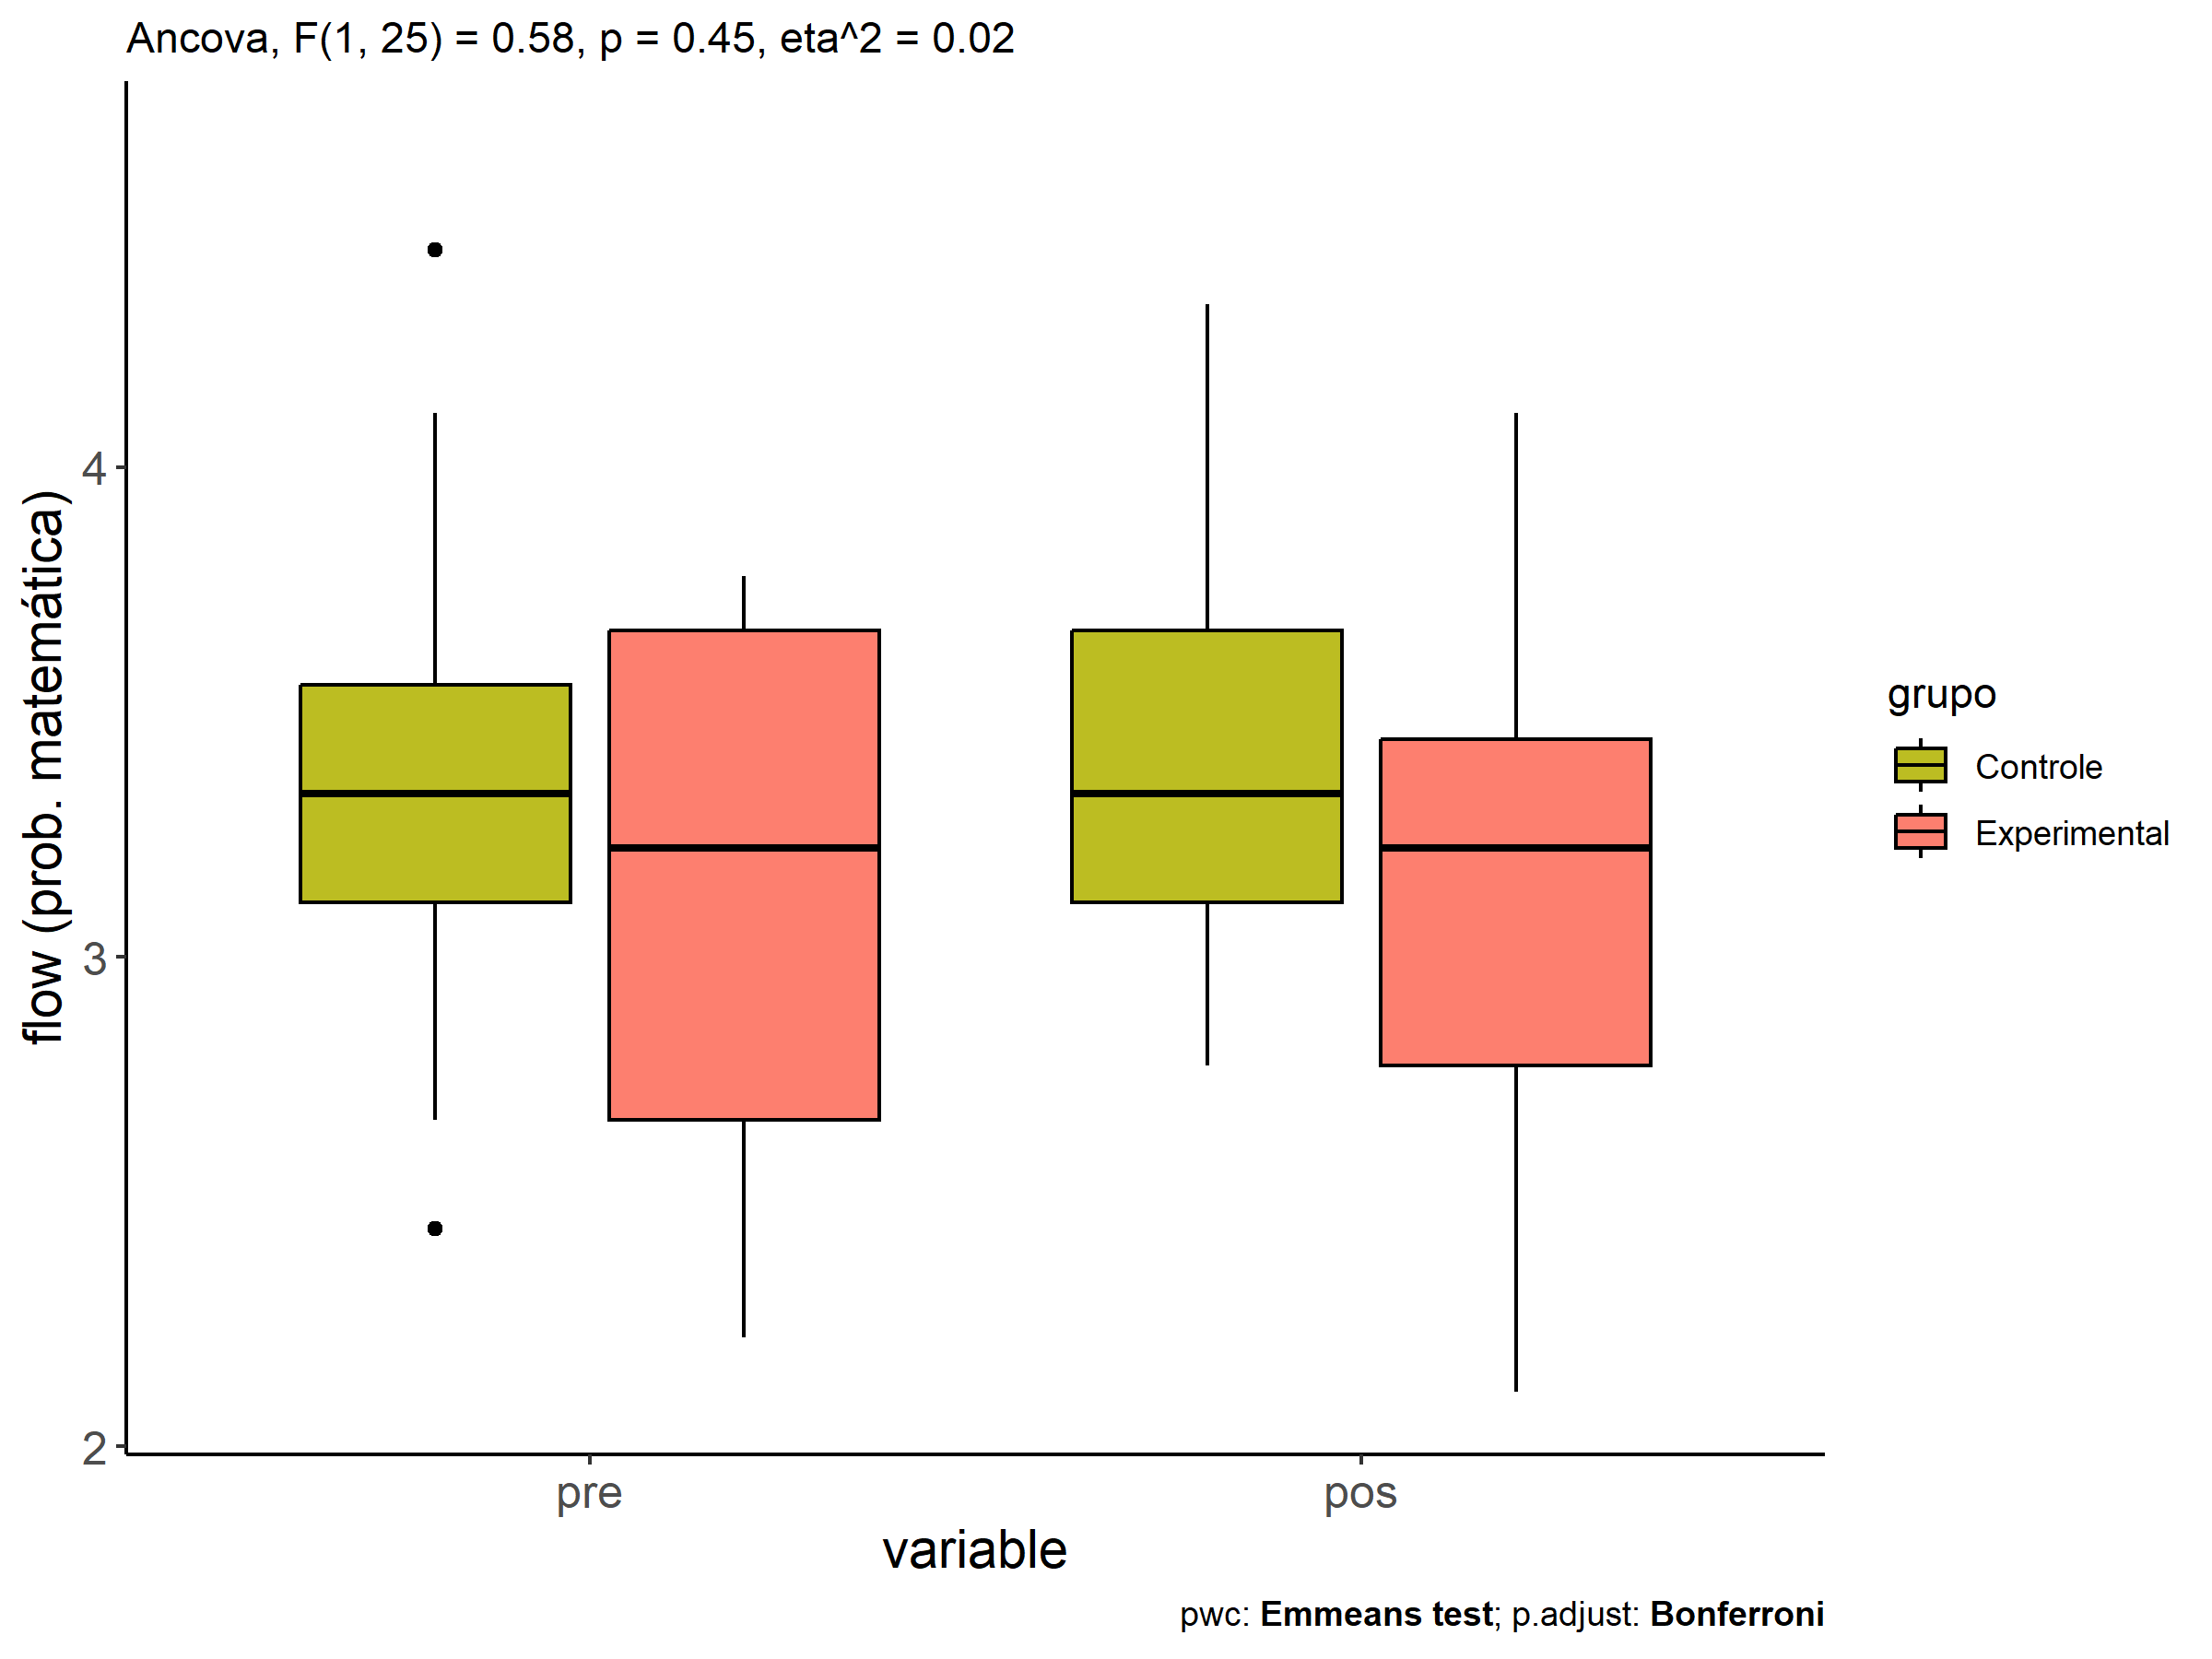 Ancova, F(1, 25) = 0.58, p = 0.45, eta^2 = 0.02
flow (prob. matemática)
4
3
2
pre
pos
variable
grupo
Controle
Experimental
pwc: Emmeans test; p.adjust: Bonferroni